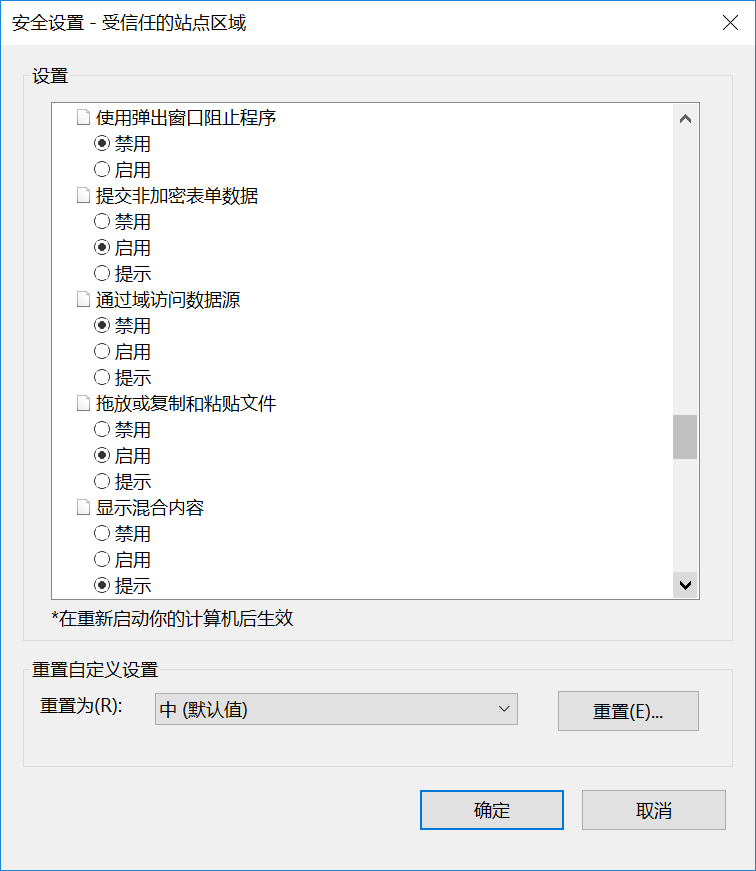 安全设置 - 受信任的站点区域
设置
使用弹出窗口阻止程序
禁用
启用
提交非加密表单数据
禁用
启用
提示
通过域访问数据源
禁用
启用
提示
拖放或复制和粘贴文件
禁用
启用
提示
显示混合内容
禁用
启用
提示
*在重新启动你的计算机后生效
重置自定义设置
重置为(R):
中 (默认值)
重置(E)...
确定
取消